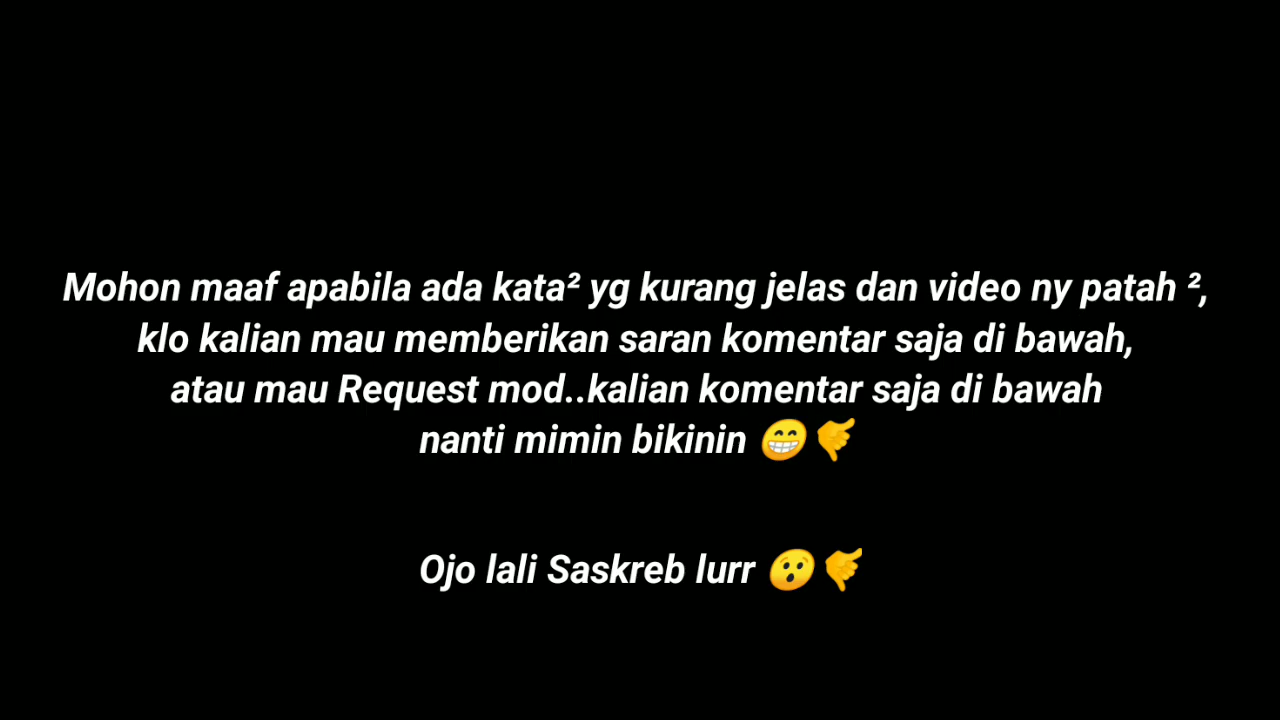 Mohon maaf apabila ada kata² yg kurang jelas dan video ny patah ²,
klo kalian mau memberikan saran komentar saja di bawah,
atau mau Request mod..kalian komentar saja di bawah
nanti mimin bikinin 😁🤙
Ojo lali Saskreb lurr 😯🤙